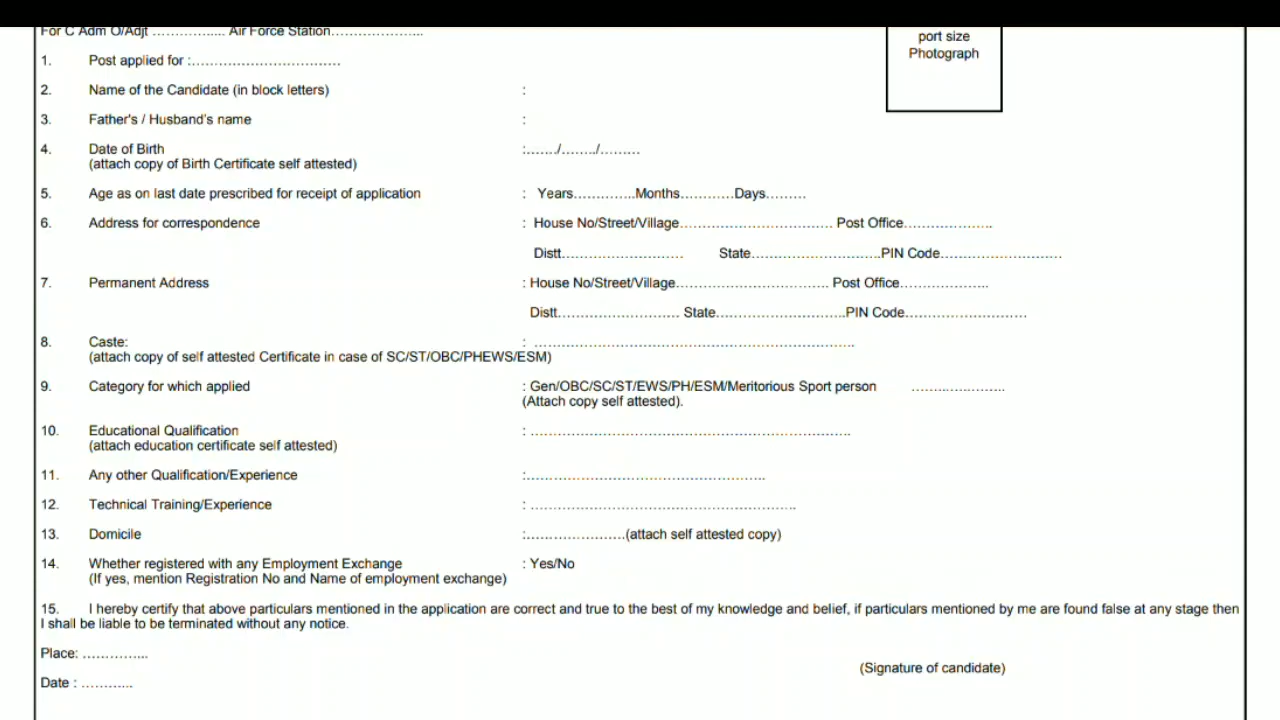 For C Adm O/Adjt .................. Air Force Station.....................
port size
Photograph
1. Post applied for :.................................
2. Name of the Candidate (in block letters) :
3. Father's / Husband's name :
4. Date of Birth :......./......../.........
(attach copy of Birth Certificate self attested)
5. Age as on last date prescribed for receipt of application : Years..............Months............Days.........
6. Address for correspondence : House No/Street/Village.................................. Post Office....................
Distt........................... State.............................PIN Code...........................
7. Permanent Address : House No/Street/Village.................................. Post Office....................
Distt........................... State.............................PIN Code...........................
8. Caste: : .......................................................................
(attach copy of self attested Certificate in case of SC/ST/OBC/PHEWS/ESM)
9. Category for which applied : Gen/OBC/SC/ST/EWS/PH/ESM/Meritorious Sport person .....................
(Attach copy self attested).
10. Educational Qualification : .......................................................................
(attach education certificate self attested)
11. Any other Qualification/Experience :.....................................................
12. Technical Training/Experience : ...........................................................
13. Domicile :......................(attach self attested copy)
14. Whether registered with any Employment Exchange : Yes/No
(If yes, mention Registration No and Name of employment exchange)
15. I hereby certify that above particulars mentioned in the application are correct and true to the best of my knowledge and belief, if particulars mentioned by me are found false at any stage then
I shall be liable to be terminated without any notice.
Place: ...............
(Signature of candidate)
Date : ............